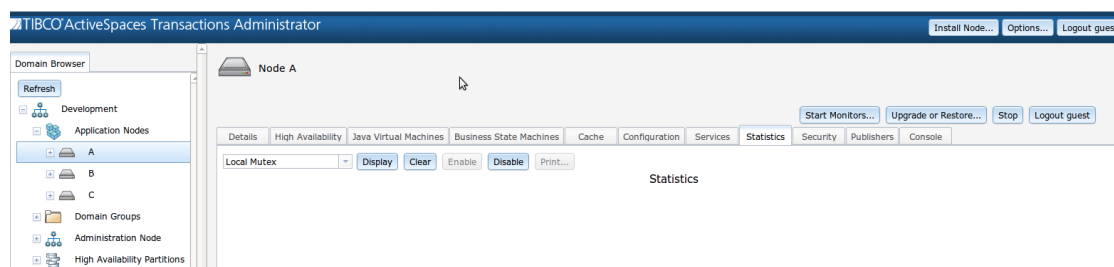 TIBCO ActiveSpaces Transactions Administrator
Install Node... Options... Logout gues
Domain Browser
Refresh
Development
Application Nodes
A
B
C
Domain Groups
Administration Node
High Availability Partitions
Node A
Start Monitors... Upgrade or Restore... Stop Logout guest
Details High Availability Java Virtual Machines Business State Machines Cache Configuration Services Statistics Security Publishers Console
Local Mutex Display Clear Enable Disable Print...
Statistics